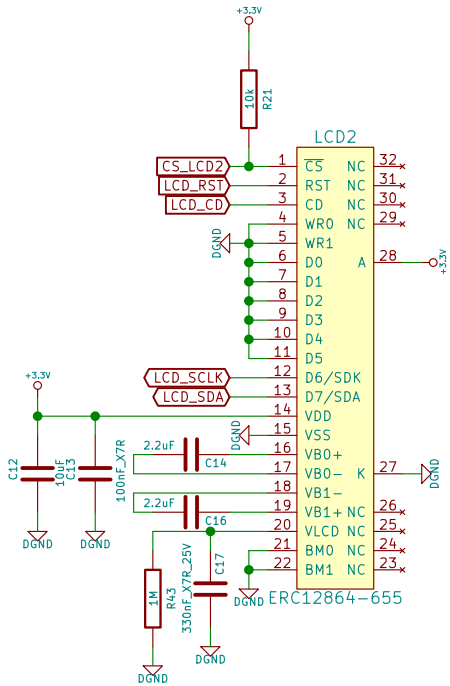 +3.3V
10k
R21
LCD2
CS_LCD2 1 CS NC 32
LCD_RST 2 RST NC 31
LCD_CD 3 CD NC 30
4 WR0 NC 29
DGND 5 WR1
6 D0 A 28 +3.3V
7 D1
8 D2
9 D3
10 D4
11 D5
LCD_SCLK 12 D6/SDK
LCD_SDA 13 D7/SDA
+3.3V
14 VDD
DGND 15 VSS
2.2uF C14 16 VB0+
17 VB0- K 27 DGND
C12 10uF C13 100nF_X7R
18 VB1-
2.2uF C16 19 VB1+ NC 26
20 VLCD NC 25
DGND DGND
21 BM0 NC 24
22 BM1 NC 23
1M R43 330nF_X7R_25V C17
DGND ERC12864-655
DGND
DGND